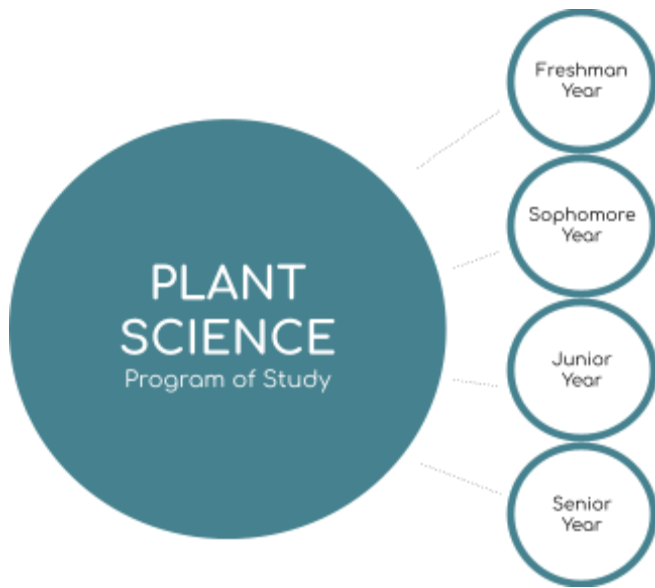 PLANT
SCIENCE
Program of Study
Freshman
Year
Sophomore
Year
Junior
Year
Senior
Year